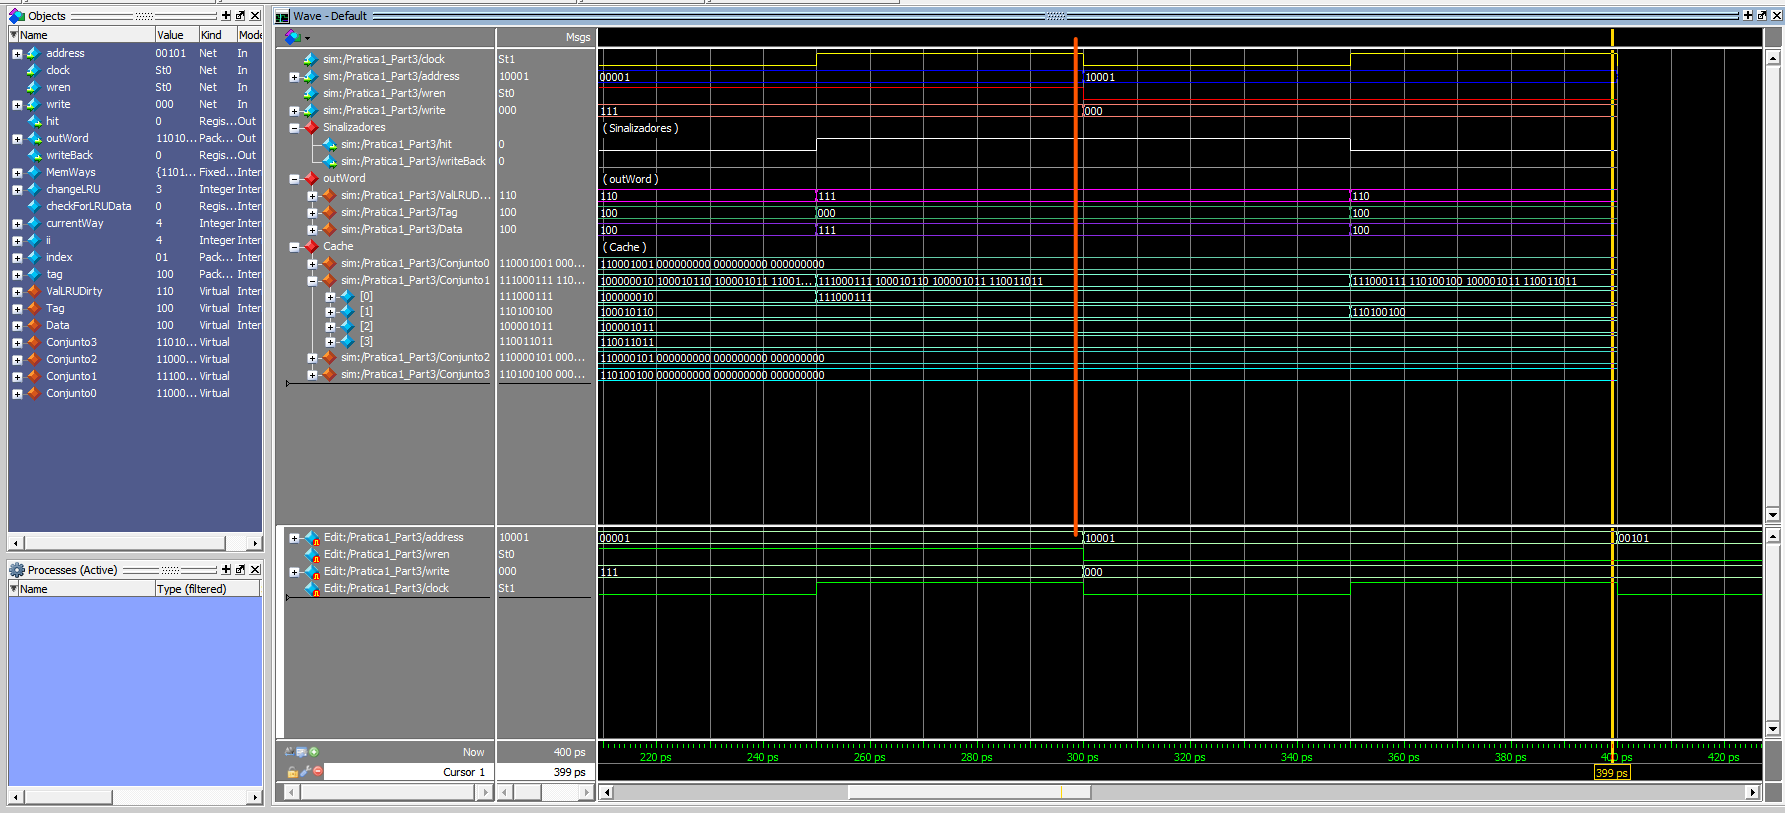 Objects
Name Value Kind Mode
address 00101 Net In
clock St0 Net In
wren St0 Net In
write 000 Net In
hit 0 Regis... Out
outWord 11010... Pack... Out
writeBack 0 Regis... Out
MemWays {1101... Fixed... Inter
changeLRU 3 Integer Inter
checkForLRUData 0 Regis... Inter
currentWay 4 Integer Inter
ii 4 Integer Inter
index 01 Pack... Inter
tag 100 Pack... Inter
ValLRUDirty 110 Virtual Inter
Tag 100 Virtual Inter
Data 100 Virtual Inter
Conjunto3 11010... Virtual
Conjunto2 11000... Virtual
Conjunto1 11100... Virtual
Conjunto0 11000... Virtual
Processes (Active)
Name Type (filtered)
Wave - Default
Msgs
sim:/Pratica1_Part3/clock St1
sim:/Pratica1_Part3/address 10001 00001 10001
sim:/Pratica1_Part3/wren St0
sim:/Pratica1_Part3/write 000 111 000
Sinalizadores ( Sinalizadores )
sim:/Pratica1_Part3/hit 0
sim:/Pratica1_Part3/writeBack 0
outWord ( outWord )
sim:/Pratica1_Part3/ValLRUD... 110 110 111 110
sim:/Pratica1_Part3/Tag 100 100 000 100
sim:/Pratica1_Part3/Data 100 100 111 100
Cache ( Cache )
sim:/Pratica1_Part3/Conjunto0 110001001 000... 110001001 000000000 000000000 000000000
sim:/Pratica1_Part3/Conjunto1 111000111 110... 100000010 100010110 100001011 11001... 111000111 100010110 100001011 110011011 111000111 110100100 100001011 110011011
[0] 111000111 100000010 111000111
[1] 110100100 100010110 110100100
[2] 100001011 100001011
[3] 110011011 110011011
sim:/Pratica1_Part3/Conjunto2 110000101 000... 110000101 000000000 000000000 000000000
sim:/Pratica1_Part3/Conjunto3 110100100 000... 110100100 000000000 000000000 000000000
Edit:/Pratica1_Part3/address 10001 00001 10001 00101
Edit:/Pratica1_Part3/wren St0
Edit:/Pratica1_Part3/write 000 111 000
Edit:/Pratica1_Part3/clock St1
Now 400 ps 220 ps 240 ps 260 ps 280 ps 300 ps 320 ps 340 ps 360 ps 380 ps 400 ps 420 ps
Cursor 1 399 ps 399 ps